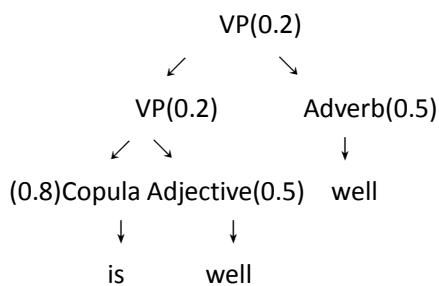 VP(0.2)
VP(0.2) Adverb(0.5)
(0.8)Copula Adjective(0.5) well
is well